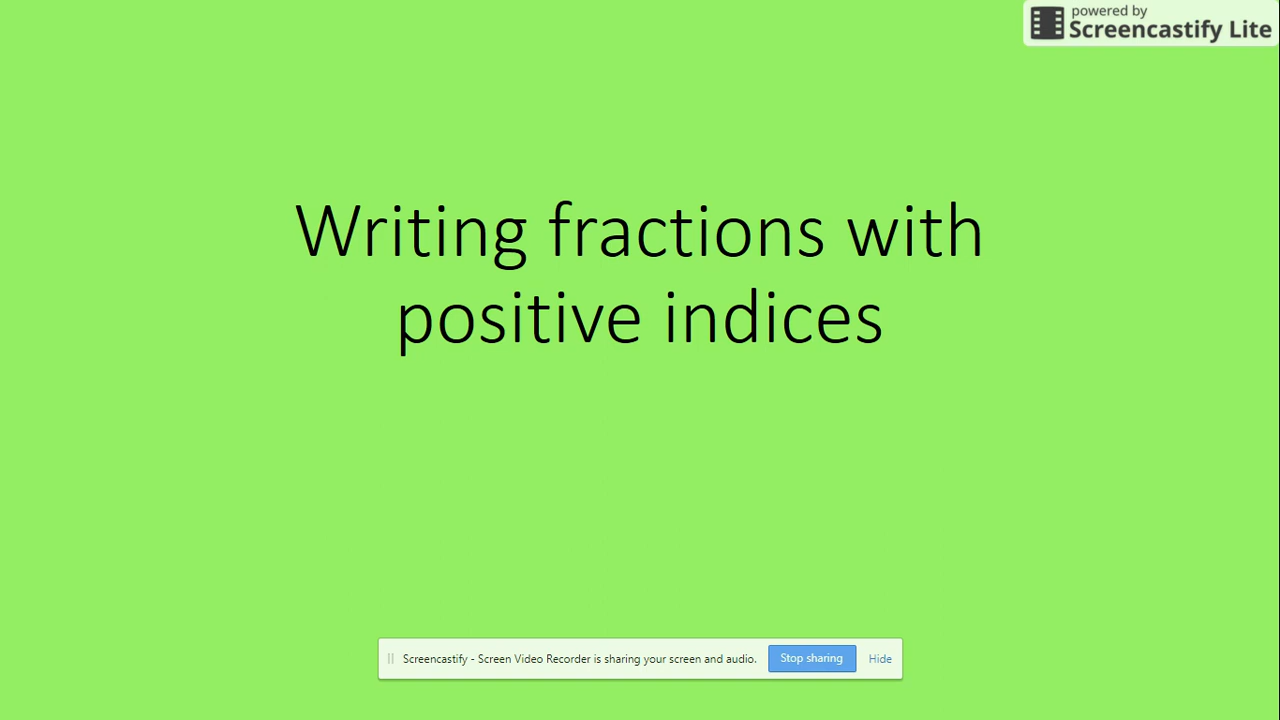 powered by
Screencastify Lite
Writing fractions with
positive indices
Screencastify - Screen Video Recorder is sharing your screen and audio. Stop sharing Hide